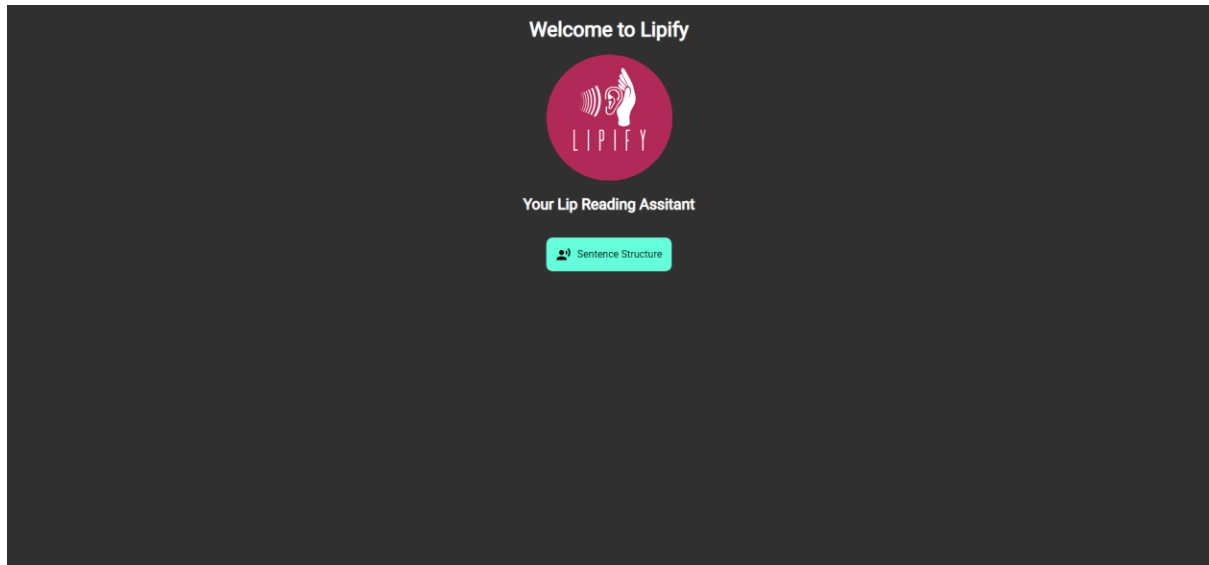 Welcome to Lipify
LIPIFY
Your Lip Reading Assitant
Sentence Structure